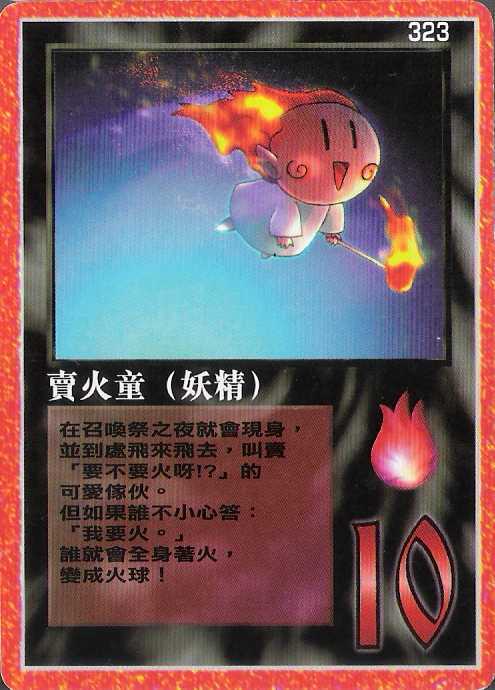 323
賣火童（妖精）
在召喚祭之夜就會現身，
並到處飛來飛去，叫賣
「要不要火呀!?」的
可愛傢伙。
但如果誰不小心答：
「我要火。」
誰就會全身著火，
變成火球！
10